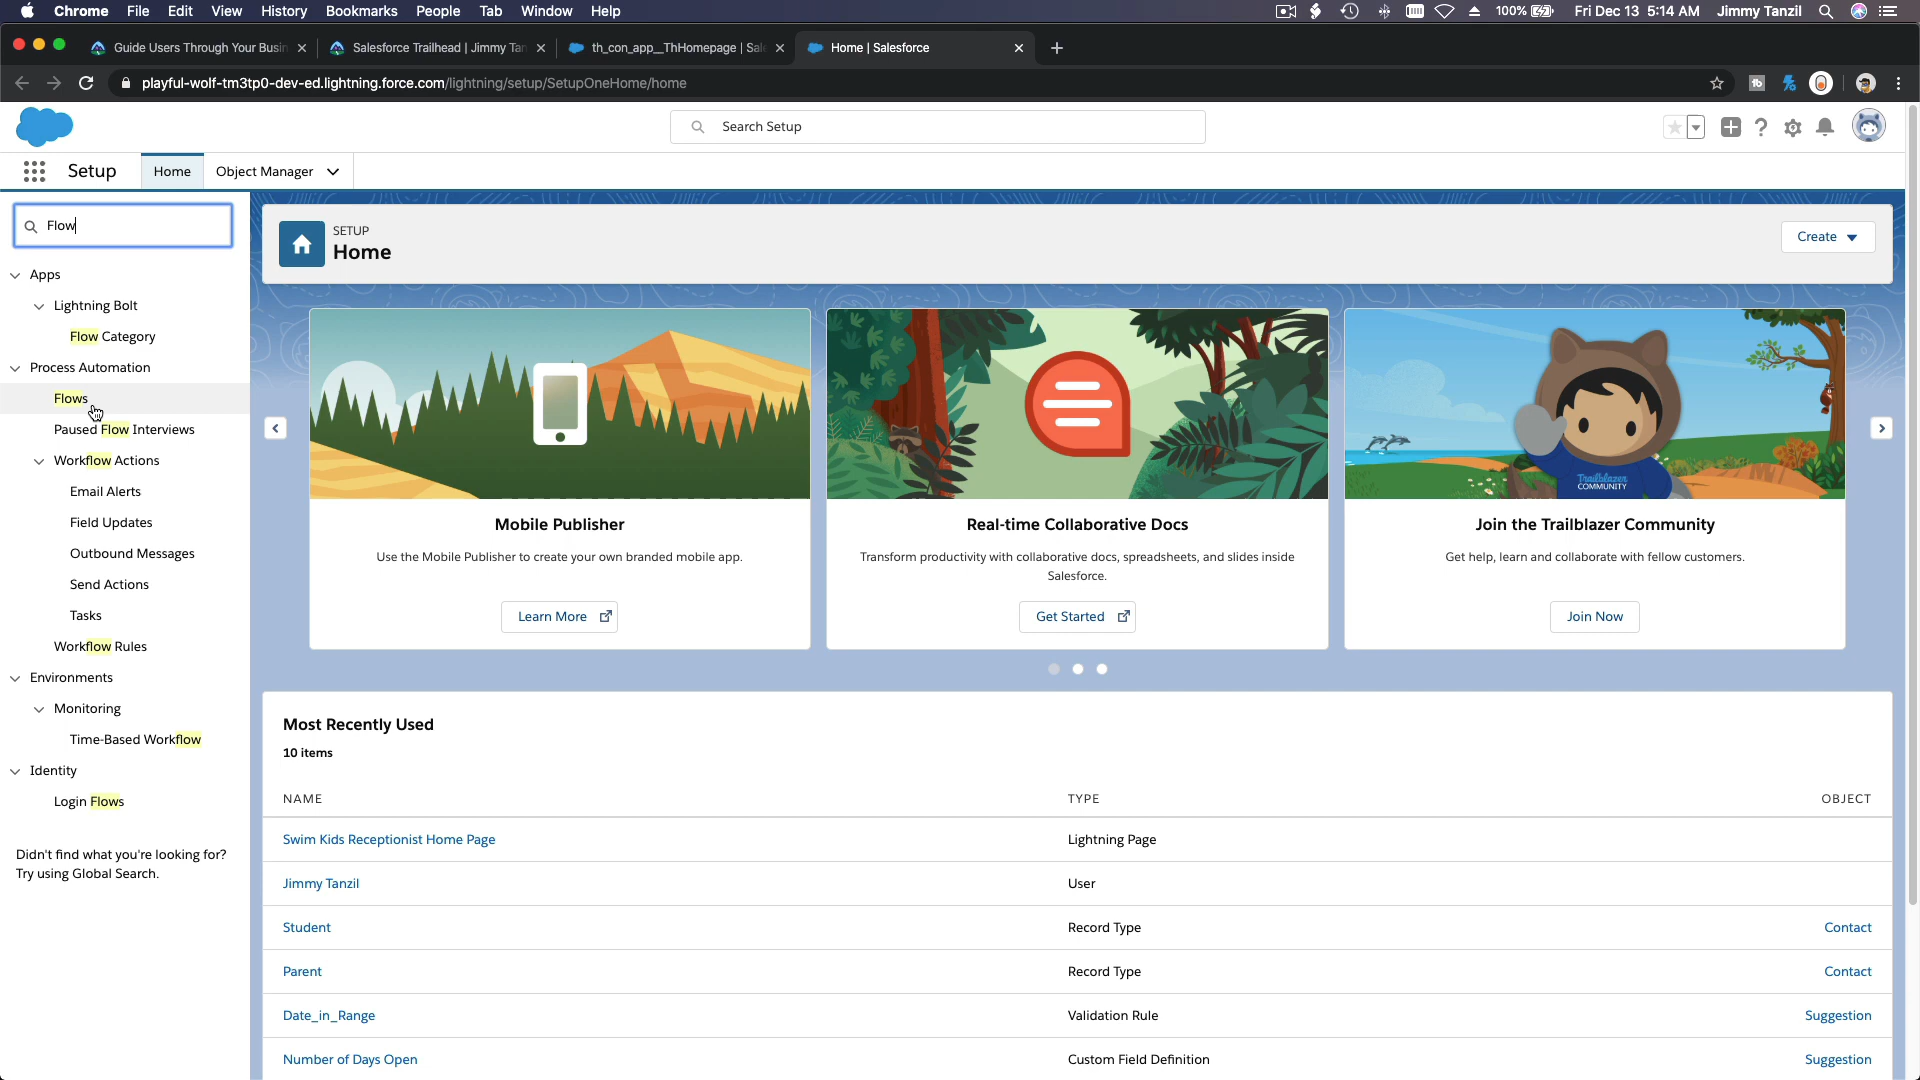 Chrome File Edit View History Bookmarks People Tab Window Help 100% Fri Dec 13 5:14 AM Jimmy Tanzil
Guide Users Through Your Busin Salesforce Trailhead | Jimmy Tan th_con_app__ThHomepage | Sale Home | Salesforce
playful-wolf-tm3tp0-dev-ed.lightning.force.com/lightning/setup/SetupOneHome/home
Search Setup
Setup Home Object Manager
Flow
Apps
Lightning Bolt
Flow Category
Process Automation
Flows
Paused Flow Interviews
Workflow Actions
Email Alerts
Field Updates
Outbound Messages
Send Actions
Tasks
Workflow Rules
Environments
Monitoring
Time-Based Workflow
Identity
Login Flows
Didn't find what you're looking for?
Try using Global Search.
SETUP
Home
Create
Mobile Publisher
Use the Mobile Publisher to create your own branded mobile app.
Learn More
Real-time Collaborative Docs
Transform productivity with collaborative docs, spreadsheets, and slides inside
Salesforce.
Get Started
Trailblazer
COMMUNITY
Join the Trailblazer Community
Get help, learn and collaborate with fellow customers.
Join Now
Most Recently Used
10 items
NAME TYPE OBJECT
Swim Kids Receptionist Home Page Lightning Page
Jimmy Tanzil User
Student Record Type Contact
Parent Record Type Contact
Date_in_Range Validation Rule Suggestion
Number of Days Open Custom Field Definition Suggestion